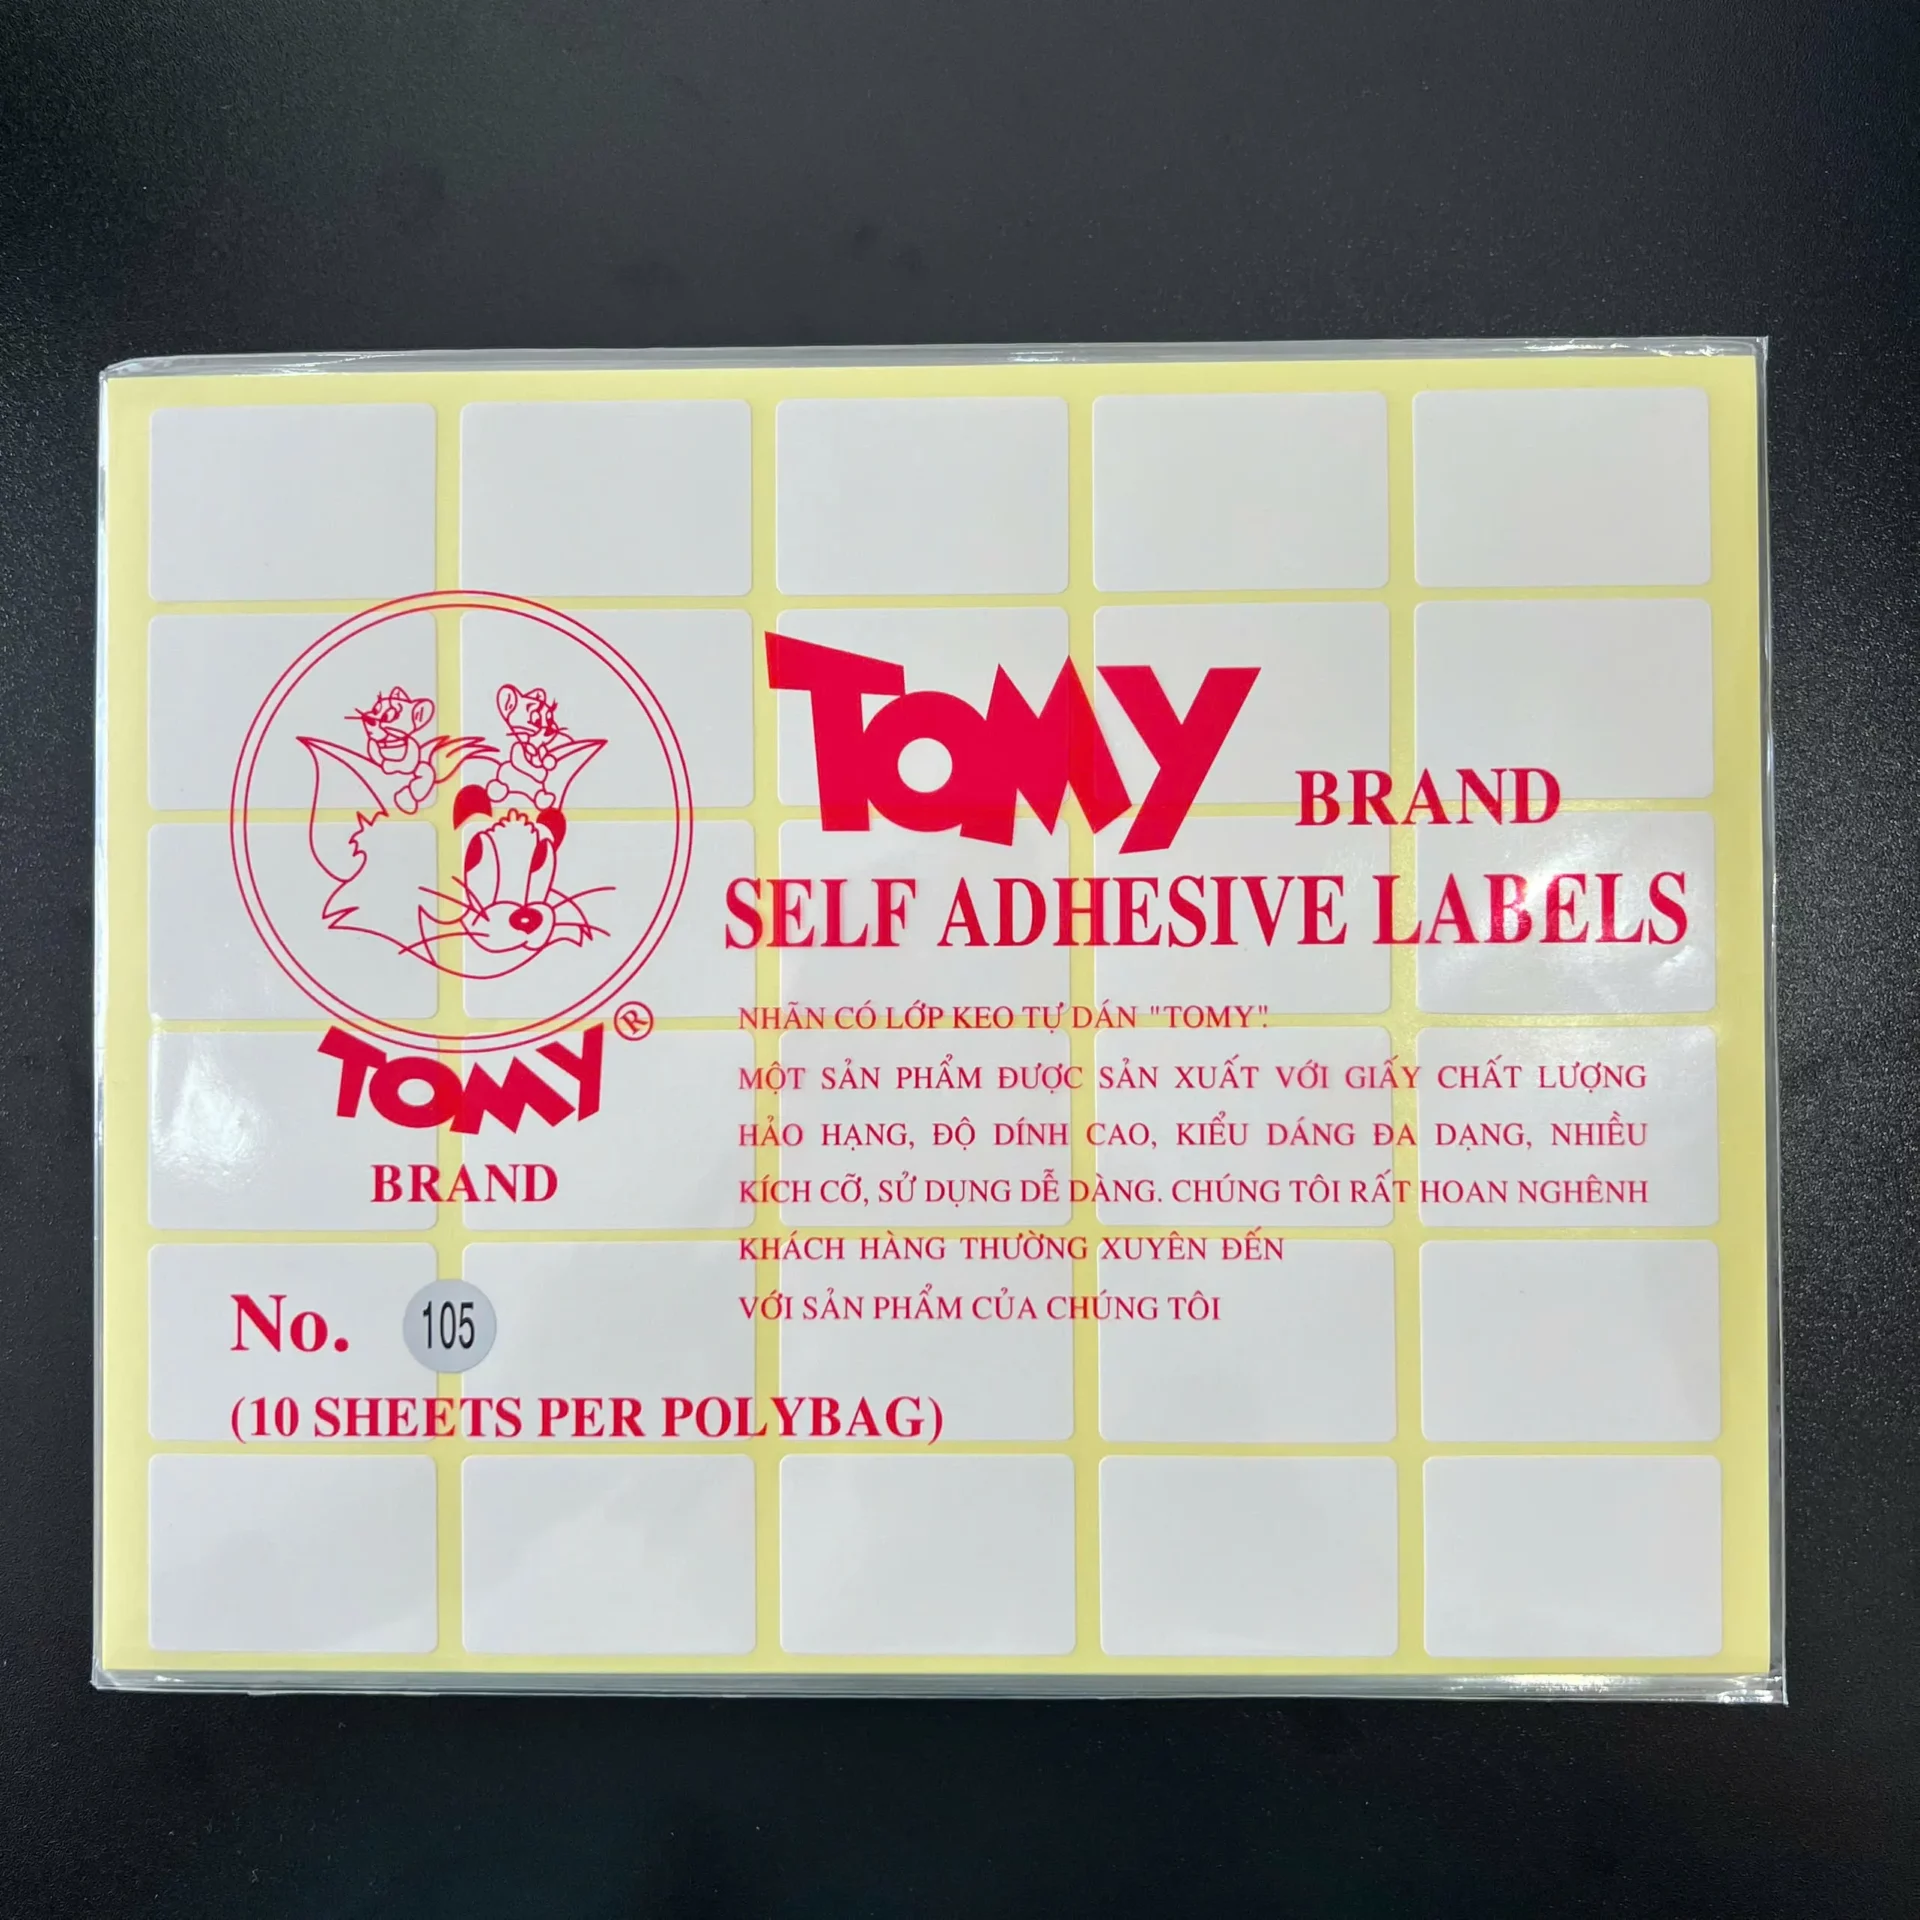 TOMY BRAND
SELF ADHESIVE LABELS
TOMY ®
BRAND
NHÃN CÓ LỚP KEO TỰ DÁN "TOMY".
MỘT SẢN PHẨM ĐƯỢC SẢN XUẤT VỚI GIẤY CHẤT LƯỢNG
HẢO HẠNG, ĐỘ DÍNH CAO, KIỂU DÁNG ĐA DẠNG, NHIỀU
KÍCH CỠ, SỬ DỤNG DỄ DÀNG. CHÚNG TÔI RẤT HOAN NGHÊNH
KHÁCH HÀNG THƯỜNG XUYÊN ĐẾN
VỚI SẢN PHẨM CỦA CHÚNG TÔI
No. 105
(10 SHEETS PER POLYBAG)